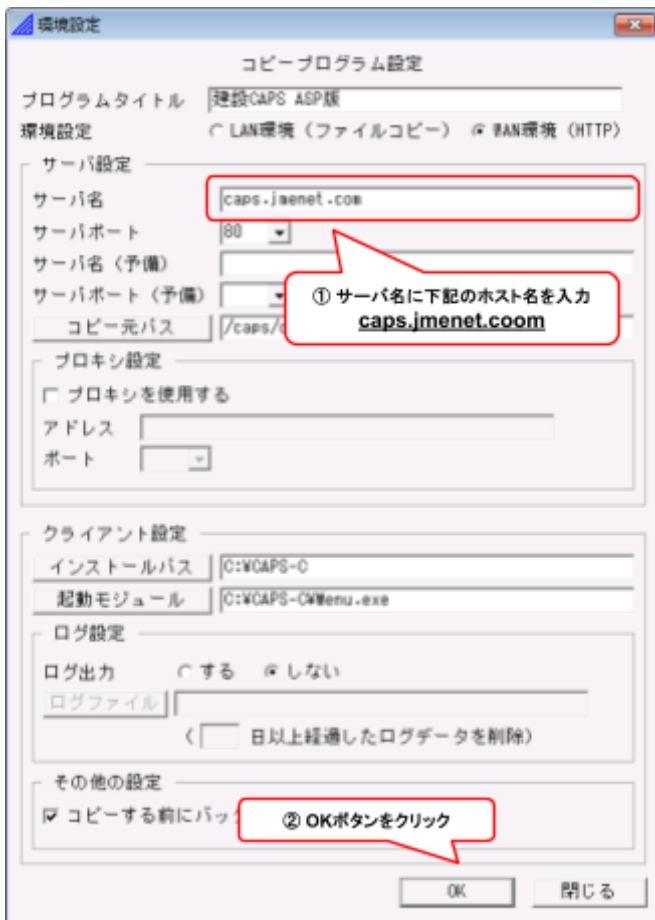 環境設定
コピープログラム設定
プログラムタイトル 建設CAPS ASP版
環境設定 LAN環境（ファイルコピー） WAN環境（HTTP）
サーバ設定
サーバ名 caps.jmenet.com
サーバポート 80
サーバ名（予備）
サーバポート（予備）
① サーバ名に下記のホスト名を入力
caps.jmenet.coom
コピー元パス /caps/
プロキシ設定
プロキシを使用する
アドレス
ポート
クライアント設定
インストールパス C:¥CAPS-C
起動モジュール C:¥CAPS-C¥Menu.exe
ログ設定
ログ出力 する しない
ログファイル
（ 日以上経過したログデータを削除）
その他の設定
コピーする前にバッ
② OKボタンをクリック
OK 閉じる